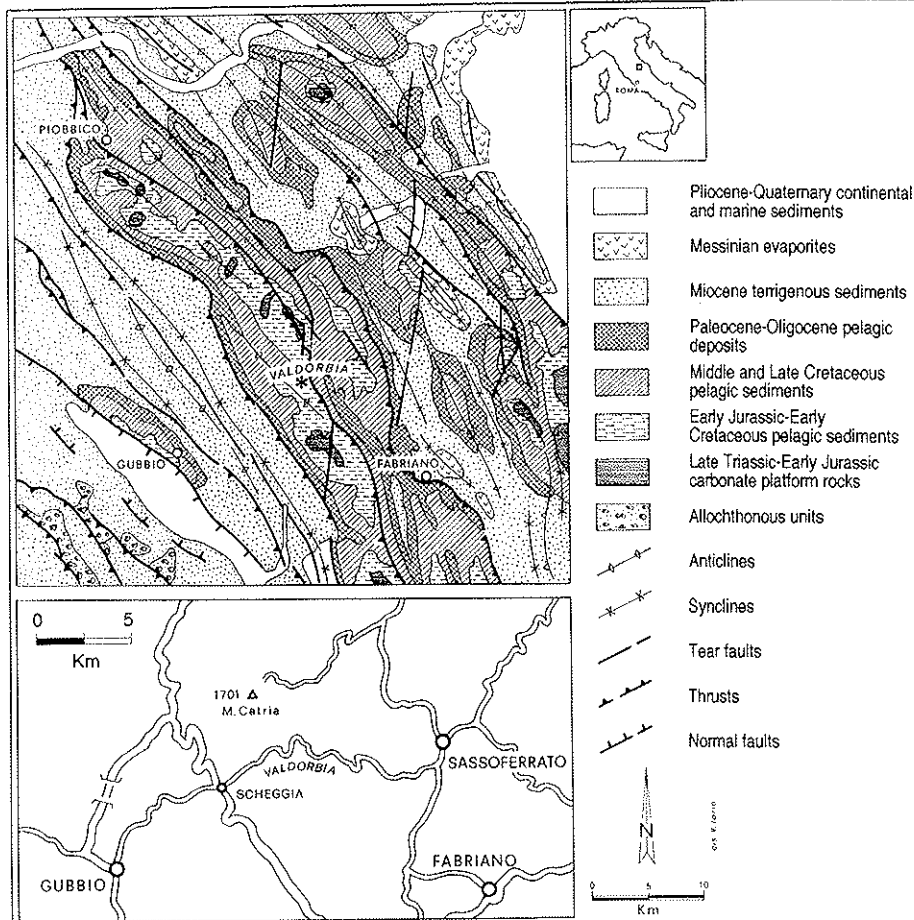 PIOBBICO
VALDORBIA
GUBBIO
FABRIANO
ROMA
Pliocene-Quaternary continental
and marine sediments
Messinian evaporites
Miocene terrigenous sediments
Paleocene-Oligocene pelagic
deposits
Middle and Late Cretaceous
pelagic sediments
Early Jurassic-Early
Cretaceous pelagic sediments
Late Triassic-Early Jurassic
carbonate platform rocks
Allochthonous units
Anticlines
Synclines
Tear faults
Thrusts
Normal faults
N
0 5 10
Km
0 5
Km
1701
M. Catria
VALDORBIA
SASSOFERRATO
SCHEGGIA
GUBBIO
FABRIANO